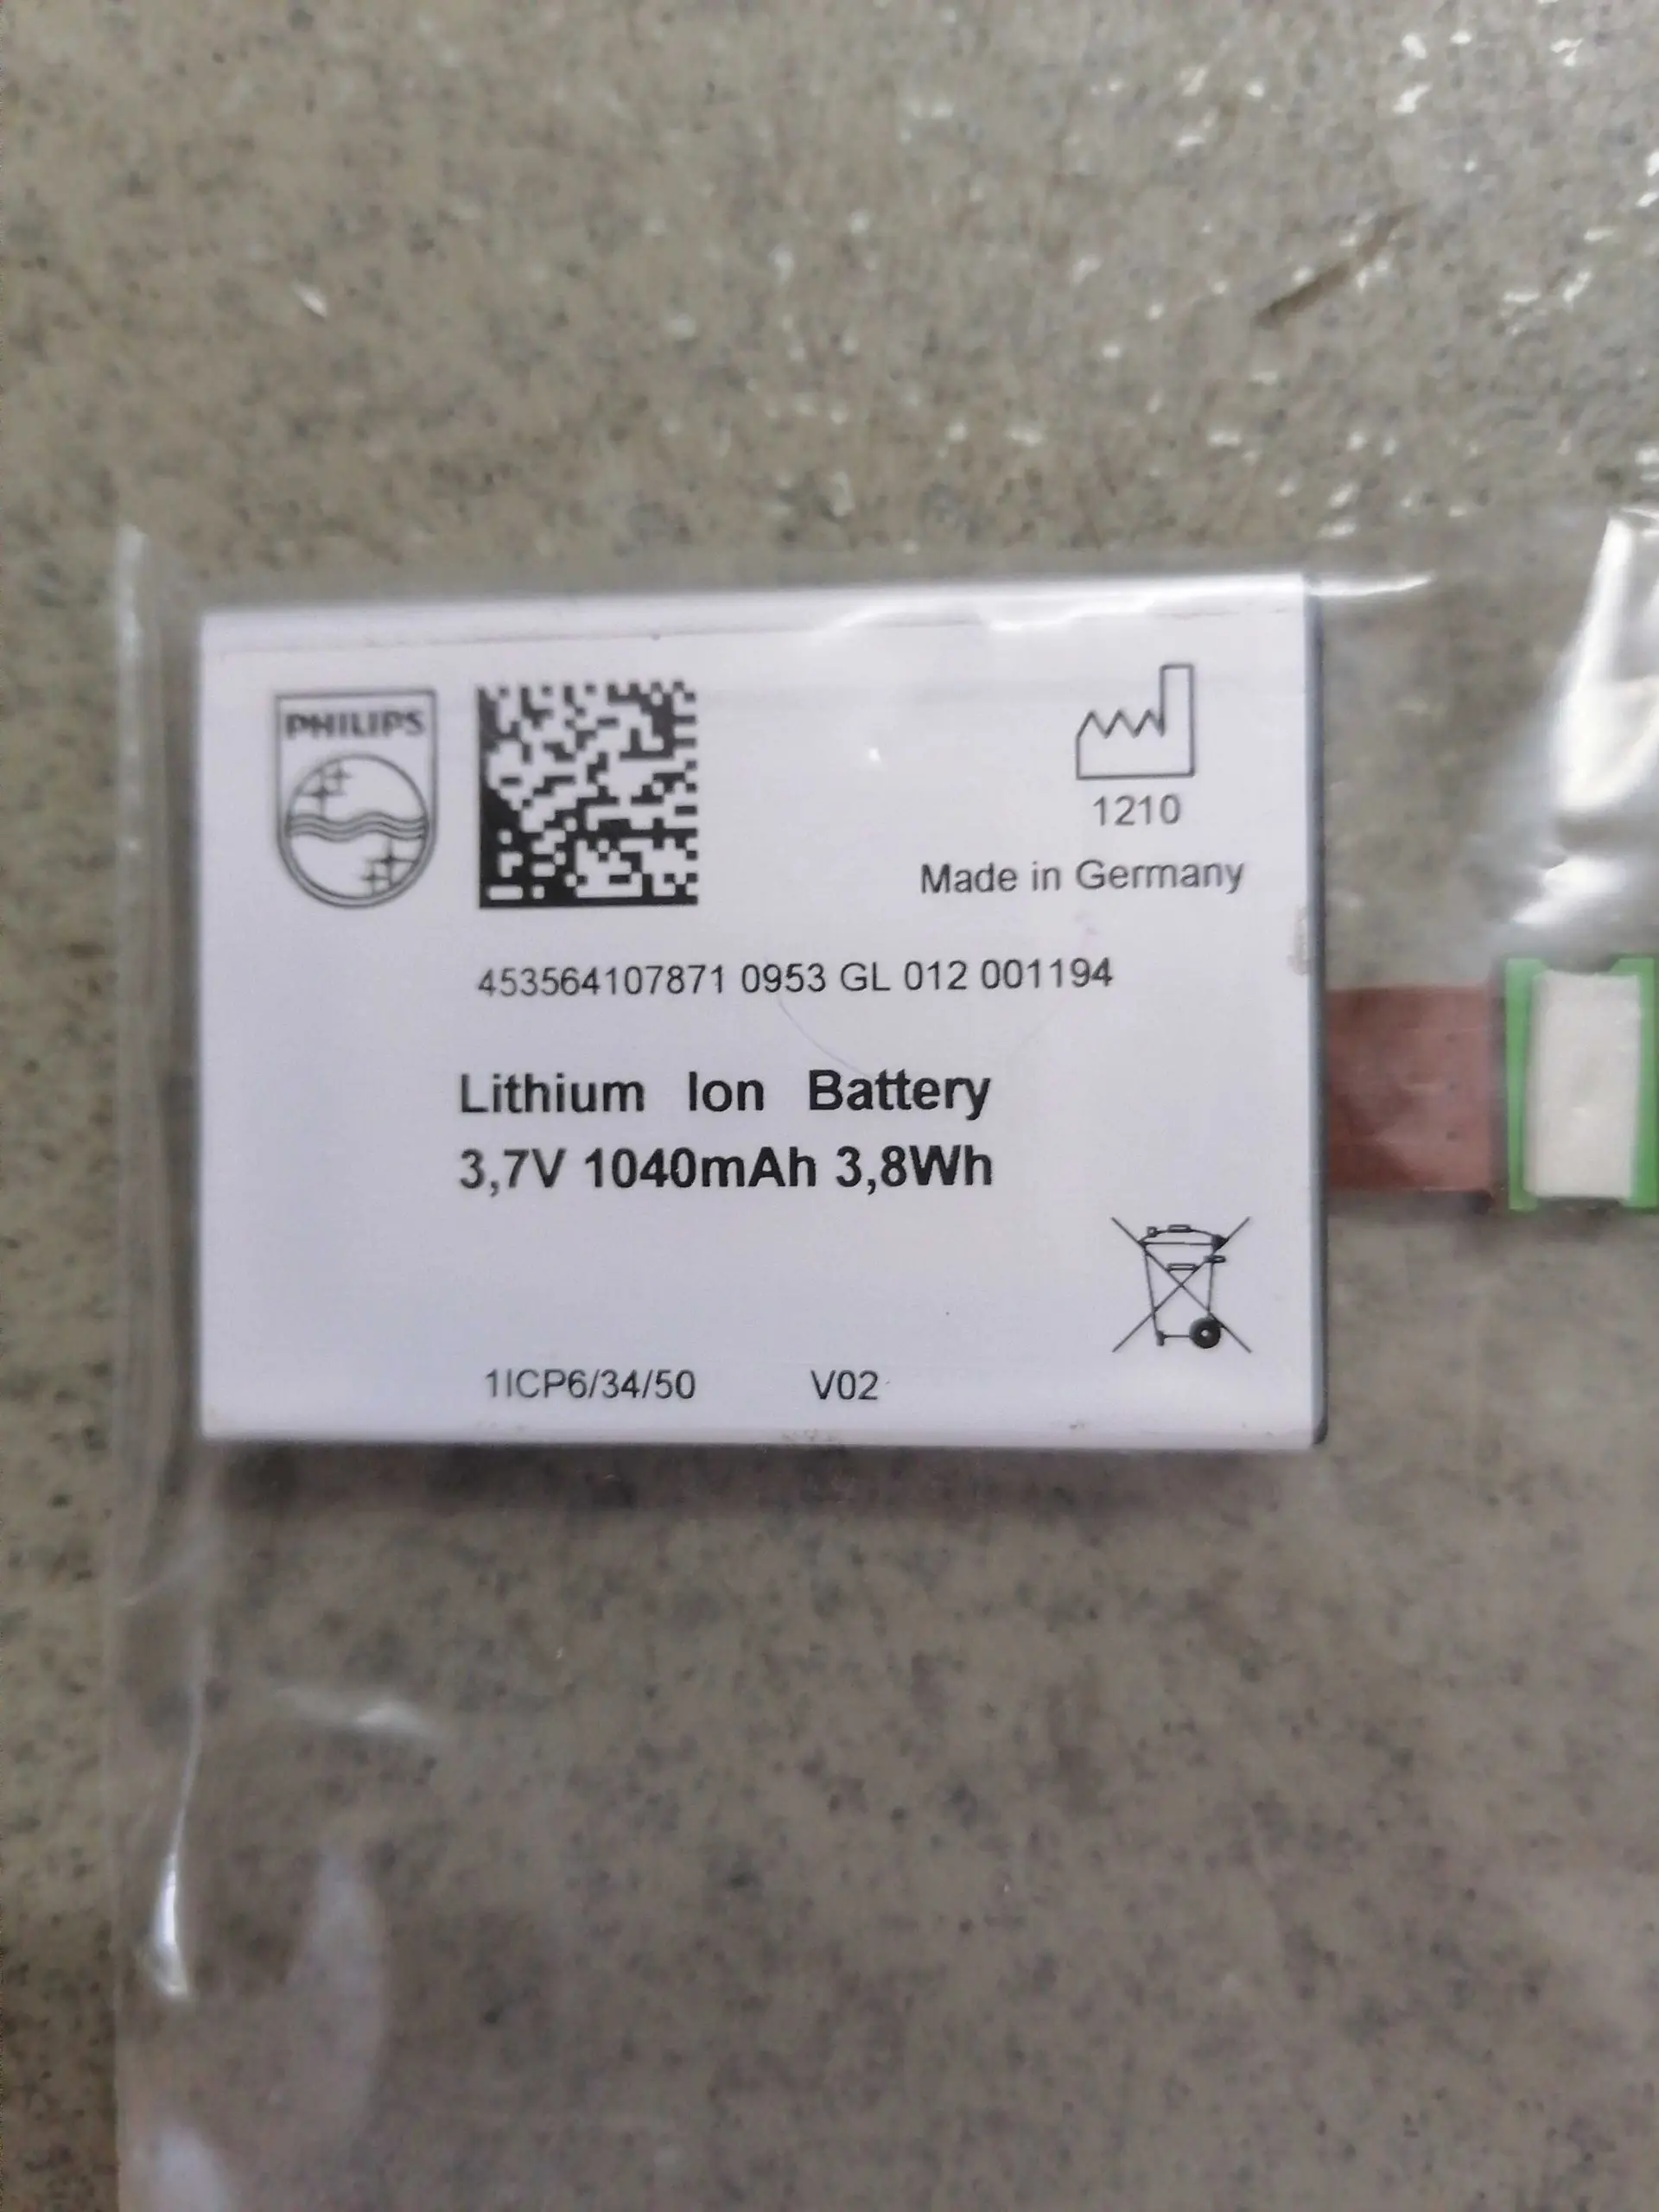 PHILIPS
1210
Made in Germany
453564107871 0953 GL 012 001194
Lithium Ion Battery
3,7V 1040mAh 3,8Wh
1ICP6/34/50 V02